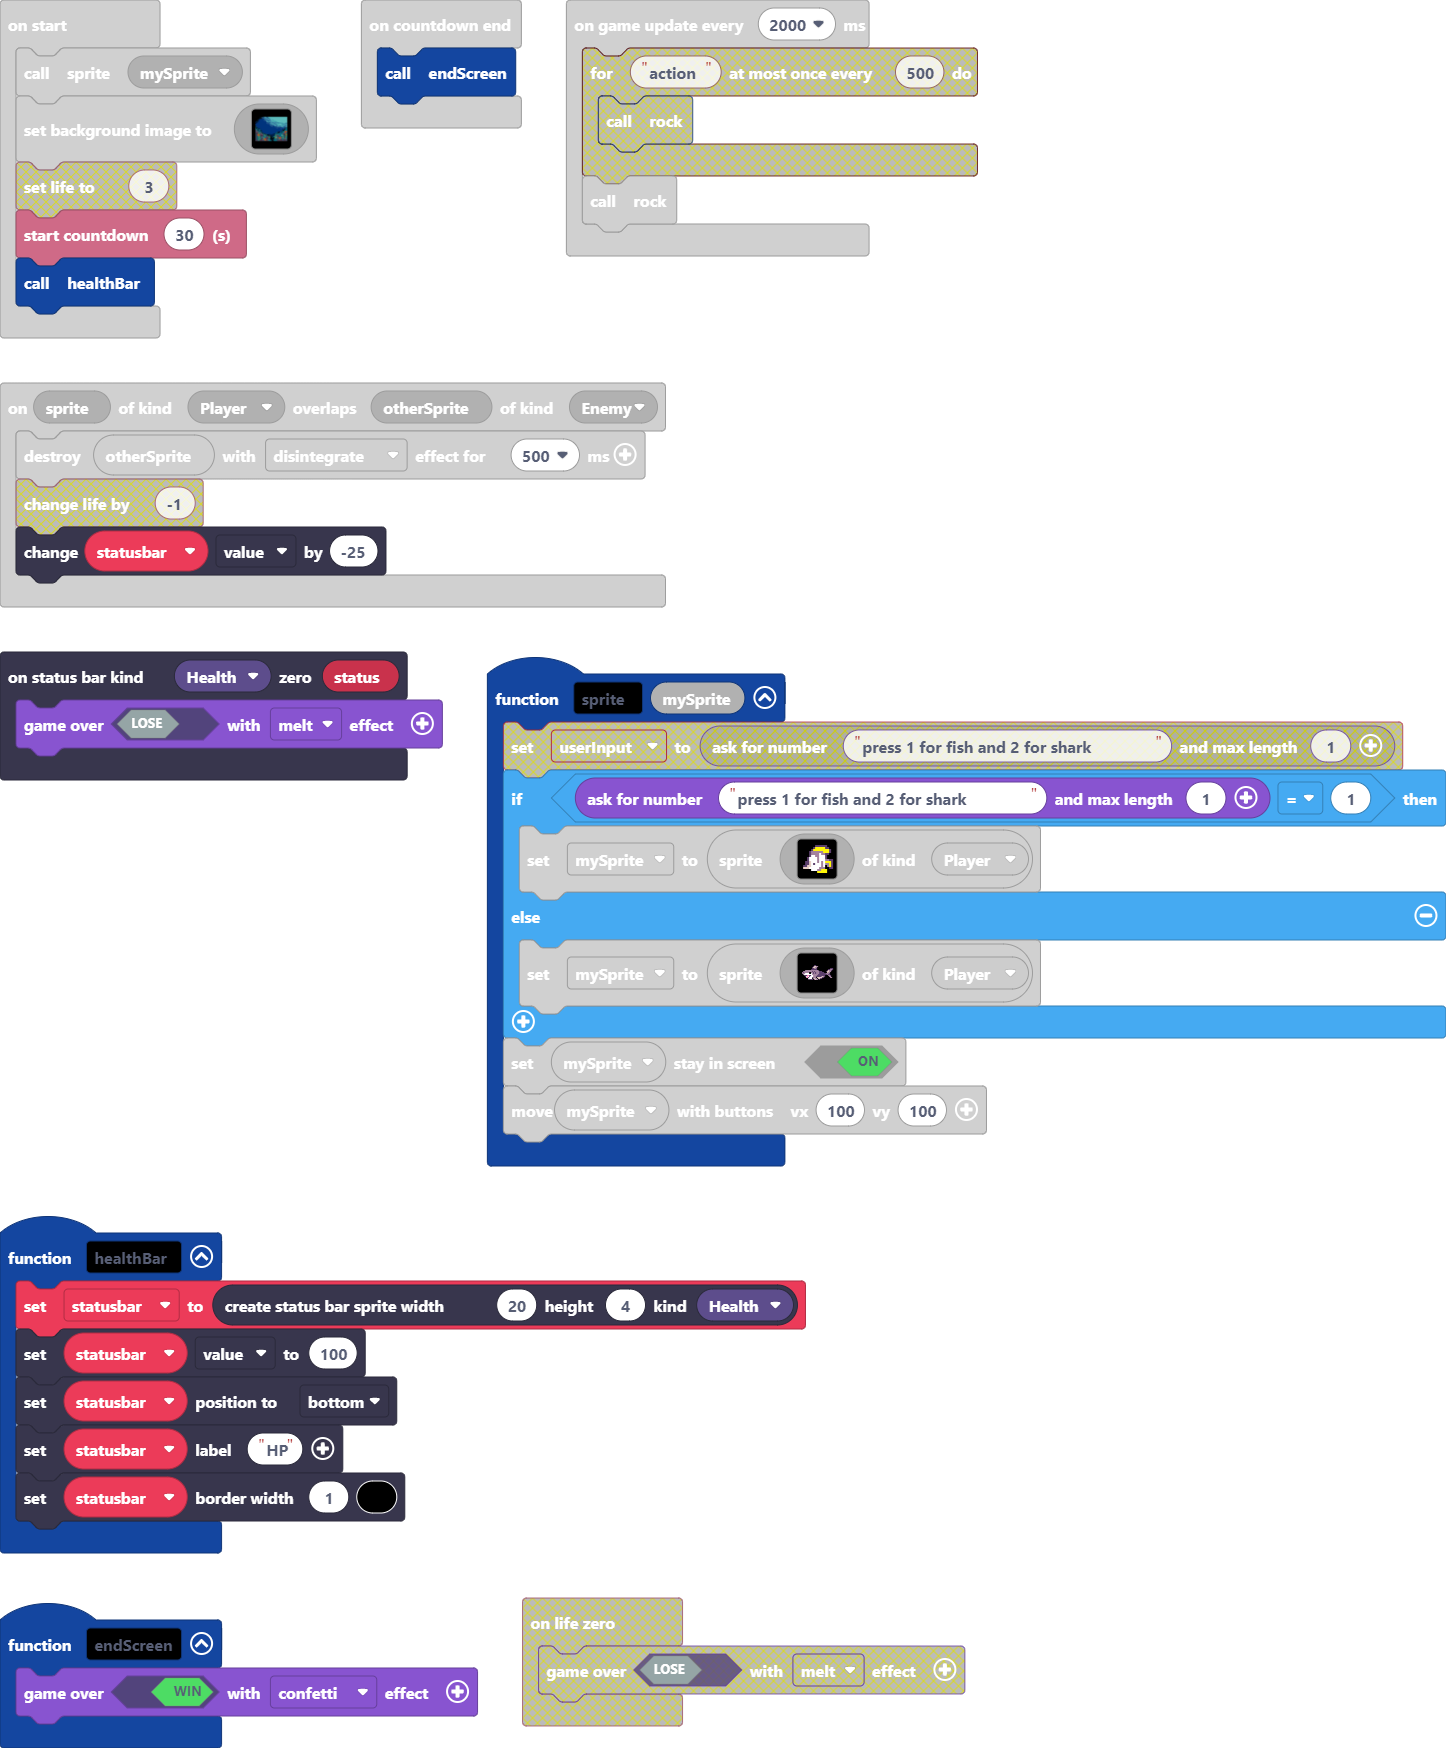 on start
call sprite mySprite
set background image to
set life to 3
start countdown 30 (s)
call healthBar
on countdown end
call endScreen
on game update every 2000 ms
for "action" at most once every 500 do
call rock
call rock
on sprite of kind Player overlaps otherSprite of kind Enemy
destroy otherSprite with disintegrate effect for 500 ms
change life by -1
change statusbar value by -25
on status bar kind Health zero status
game over LOSE with melt effect
function sprite mySprite
set userInput to ask for number "press 1 for fish and 2 for shark" and max length 1
if ask for number "press 1 for fish and 2 for shark" and max length 1 = 1 then
set mySprite to sprite of kind Player
else
set mySprite to sprite of kind Player
set mySprite stay in screen ON
move mySprite with buttons vx 100 vy 100
function healthBar
set statusbar to create status bar sprite width 20 height 4 kind Health
set statusbar value to 100
set statusbar position to bottom
set statusbar label "HP"
set statusbar border width 1
function endScreen
game over WIN with confetti effect
on life zero
game over LOSE with melt effect